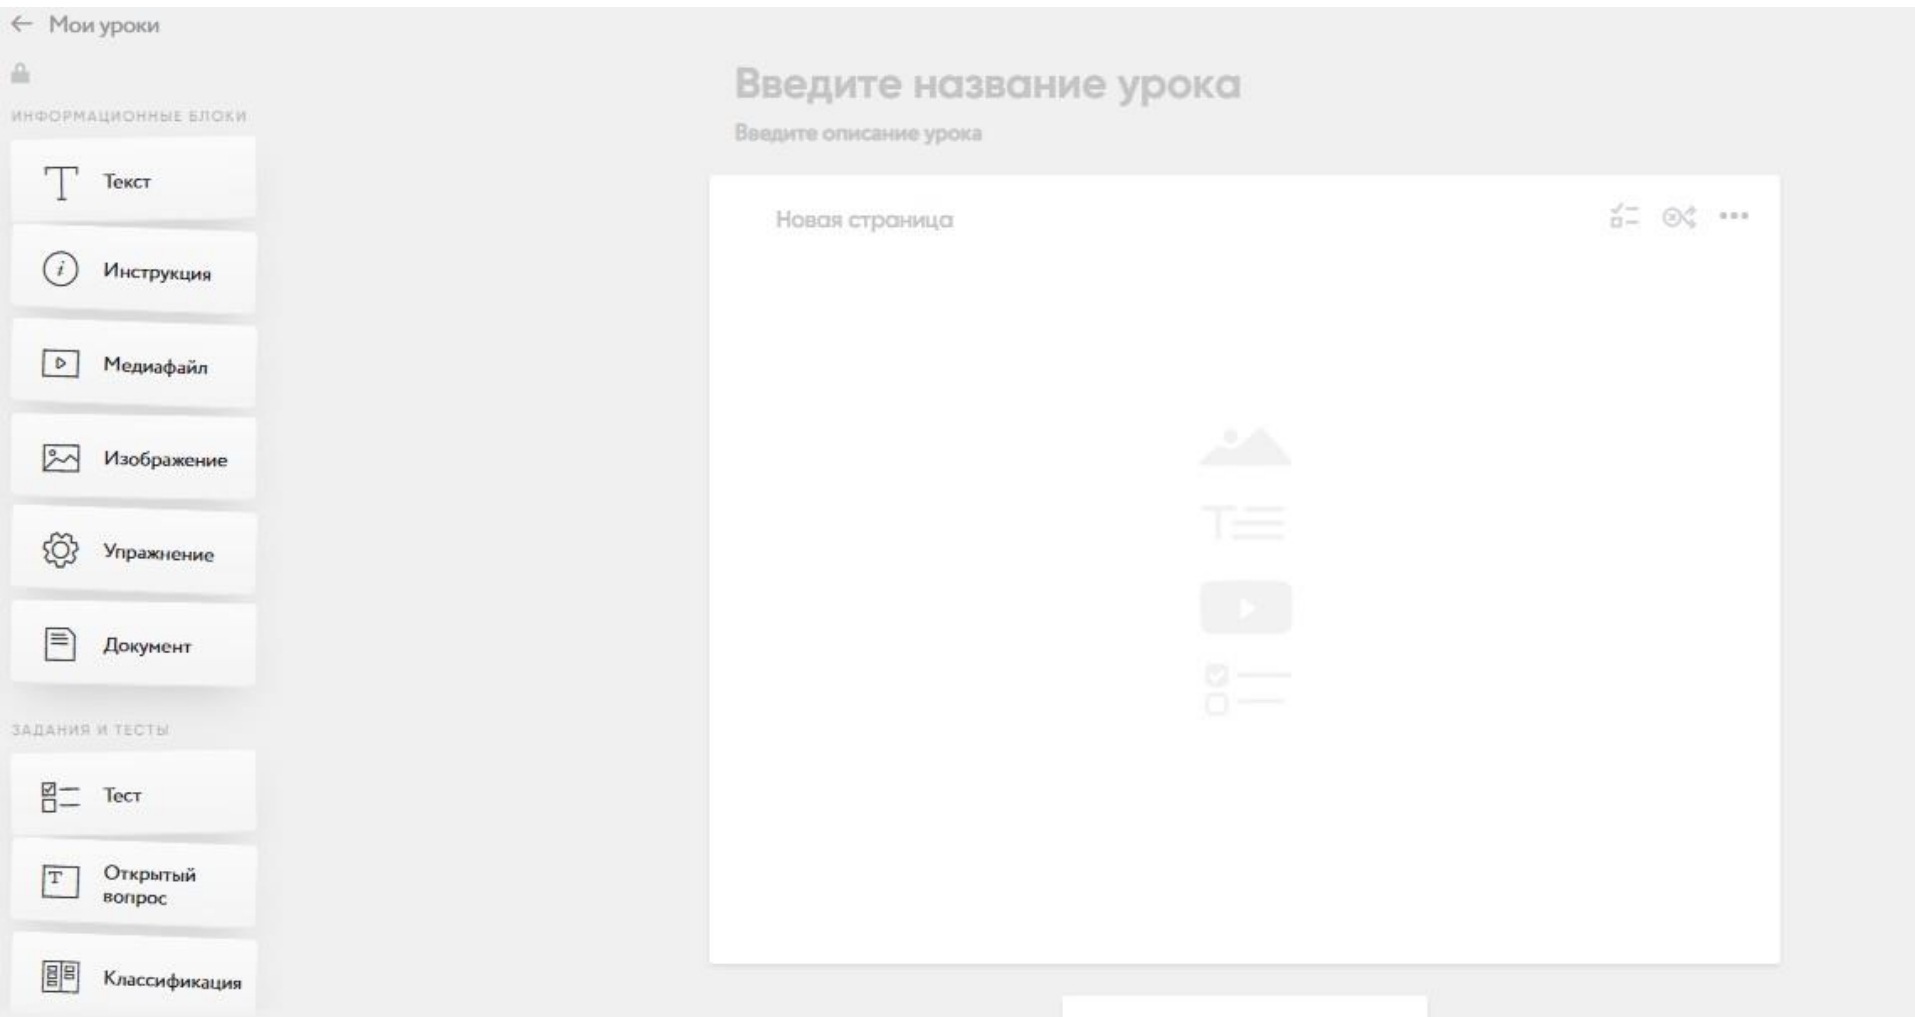 Мои уроки
ИНФОРМАЦИОННЫЕ БЛОКИ
Текст
Инструкция
Медиафайл
Изображение
Упражнение
Документ
ЗАДАНИЯ И ТЕСТЫ
Тест
Открытый
вопрос
Классификация
Введите название урока
Введите описание урока
Новая страница